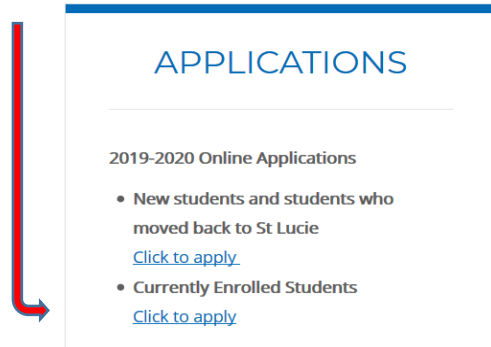 APPLICATIONS
2019-2020 Online Applications
• New students and students who
moved back to St Lucie
Click to apply
• Currently Enrolled Students
Click to apply